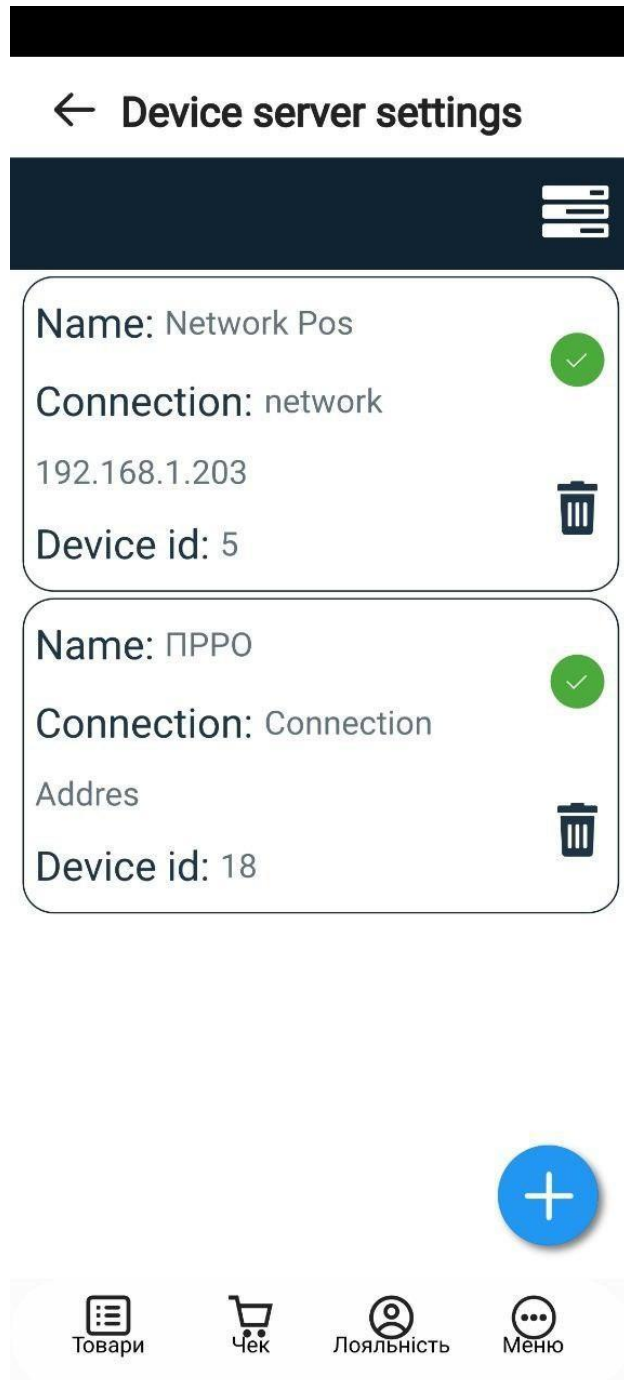 Device server settings
Name: Network Pos
Connection: network
192.168.1.203
Device id: 5
Name: ПРРО
Connection: Connection
Addres
Device id: 18
Товари Чек Лояльність Меню